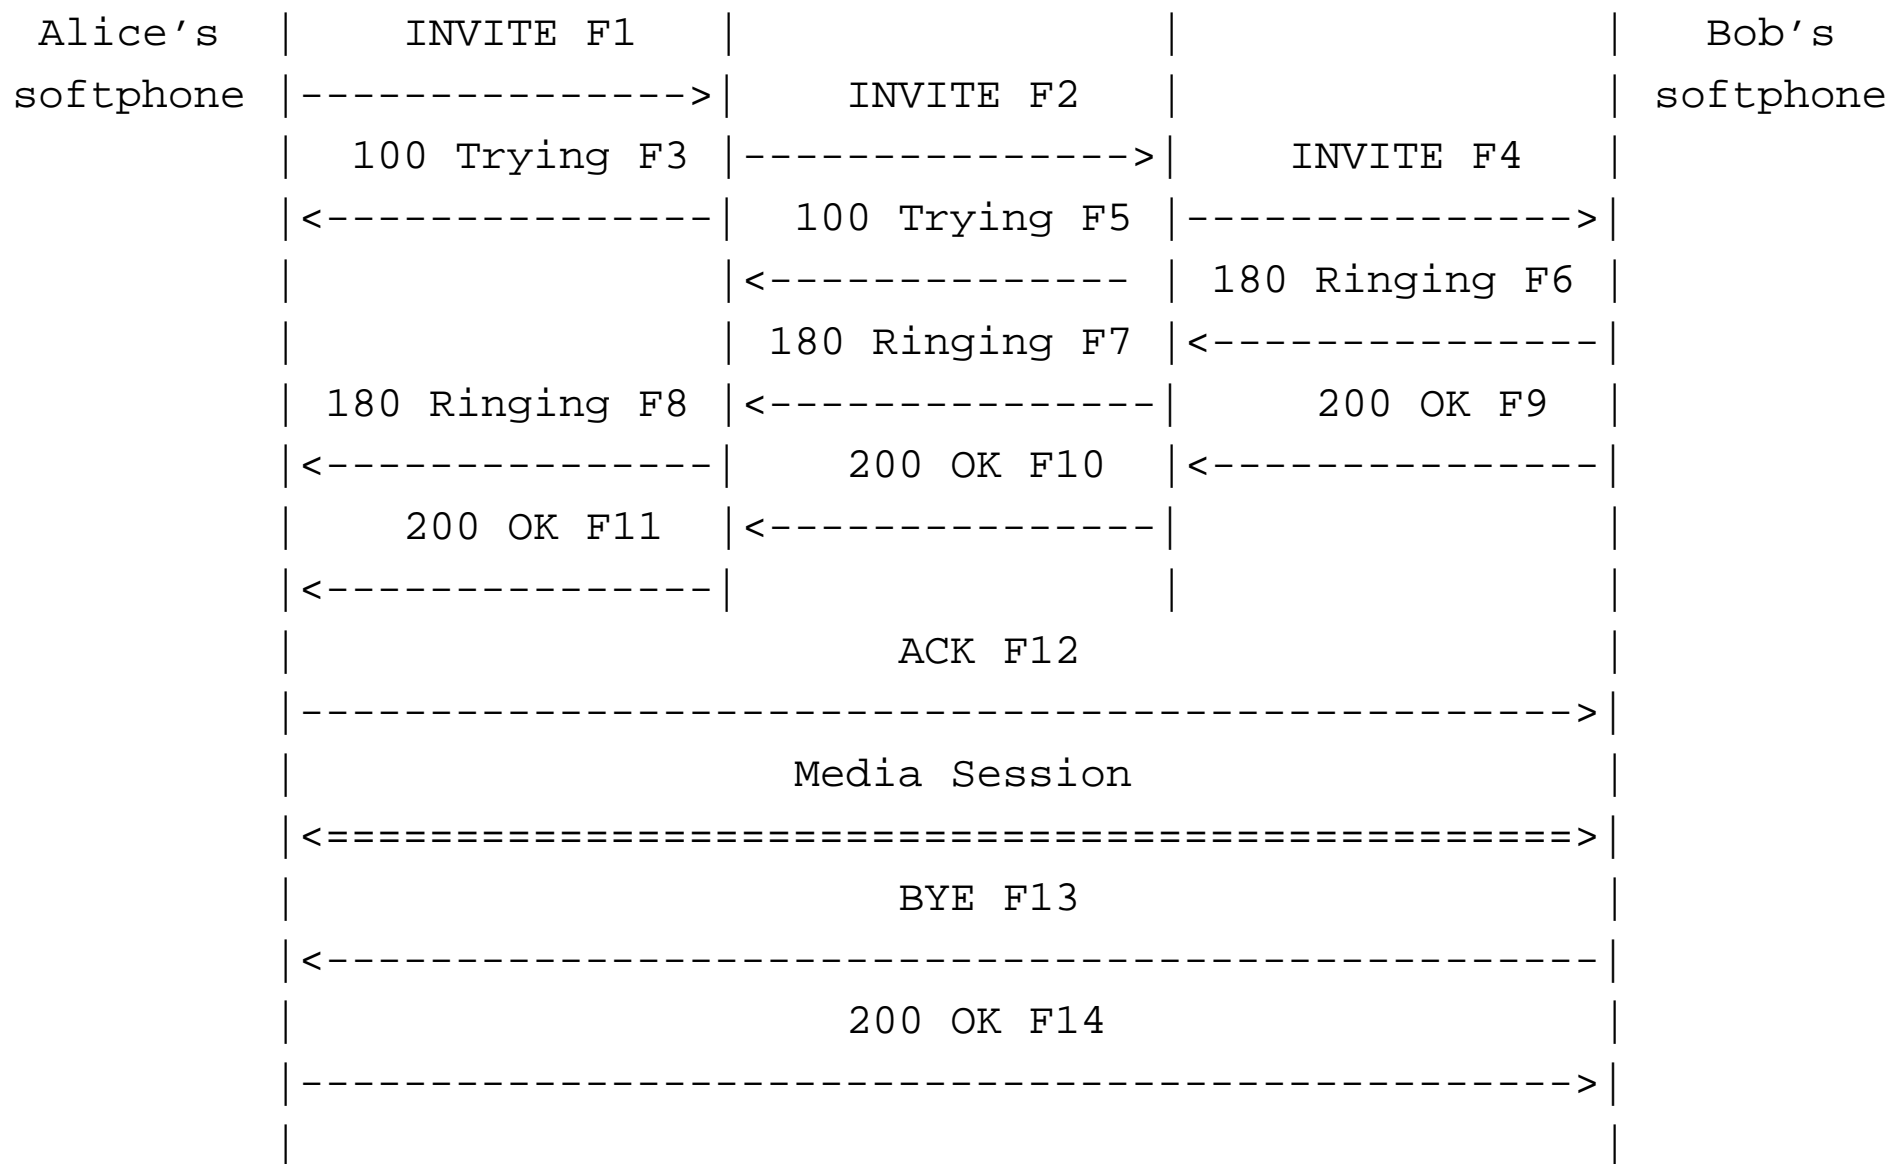 Alice's  |     INVITE F1    |                 |                 |   Bob's
softphone  |--------------->|    INVITE F2    |                 | softphone
           |  100 Trying F3 |--------------->|    INVITE F4    |
           |<---------------|  100 Trying F5 |--------------->|
           |                |<-------------- | 180 Ringing F6 |
           |                | 180 Ringing F7 |<---------------|
           | 180 Ringing F8 |<---------------|     200 OK F9  |
           |<---------------|    200 OK F10  |<---------------|
           |    200 OK F11  |<---------------|                |
           |<---------------|                |                |
           |                       ACK F12                    |
           |------------------------------------------------->|
           |                   Media Session                  |
           |<================================================>|
           |                       BYE F13                    |
           |<-------------------------------------------------|
           |                     200 OK F14                   |
           |------------------------------------------------->|
           |                                                  |